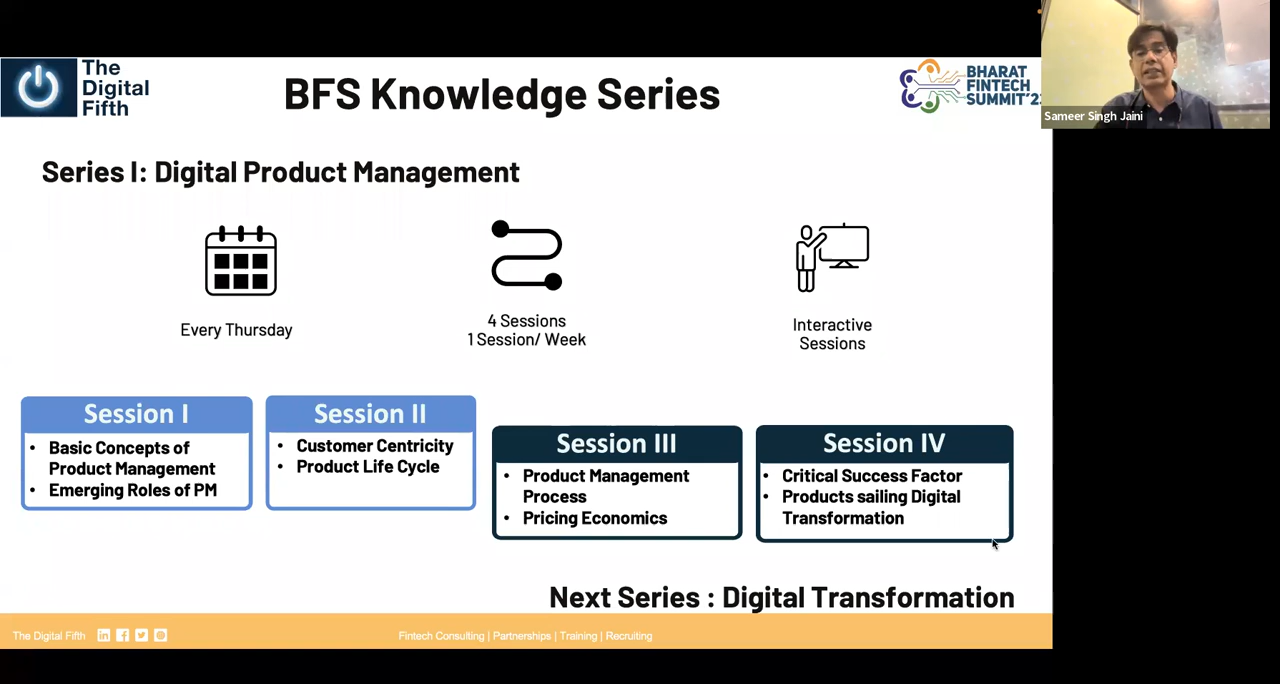 The
Digital
Fifth
BFS Knowledge Series
BHARAT
FINTECH
SUMMIT'2
Sameer Singh Jaini
Series I: Digital Product Management
Every Thursday
4 Sessions
1 Session/ Week
Interactive
Sessions
Session I
• Basic Concepts of
Product Management
• Emerging Roles of PM
Session II
• Customer Centricity
• Product Life Cycle
Session III
• Product Management
Process
• Pricing Economics
Session IV
• Critical Success Factor
• Products sailing Digital
Transformation
Next Series : Digital Transformation
The Digital Fifth
Fintech Consulting | Partnerships | Training | Recruiting